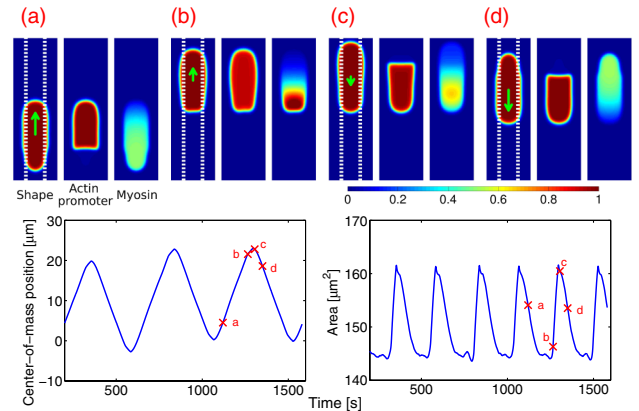 (a) (b) (c) (d)
Shape Actin promoter Myosin
0 0.2 0.4 0.6 0.8 1
Center-of-mass position [μm]
30
20
10
0
−10
a b c d
500 1000 1500
Area [μm²]
170
160
150
140
a b c d
500 1000 1500
Time [s]